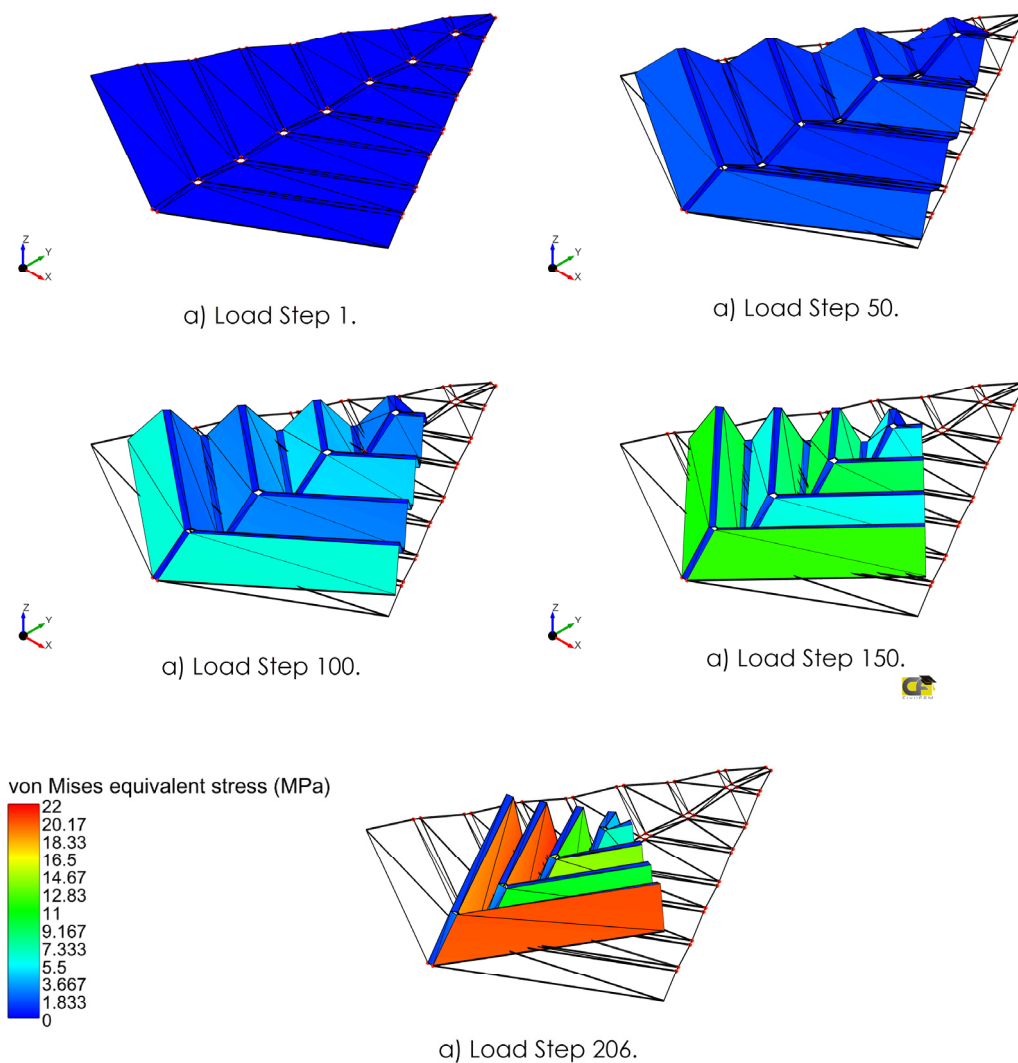 Z
Y
X
a) Load Step 1.
Z
Y
X
a) Load Step 50.
Z
Y
X
a) Load Step 100.
Z
Y
X
a) Load Step 150.
CF
von Mises equivalent stress (MPa)
22
20.17
18.33
16.5
14.67
12.83
11
9.167
7.333
5.5
3.667
1.833
0
a) Load Step 206.